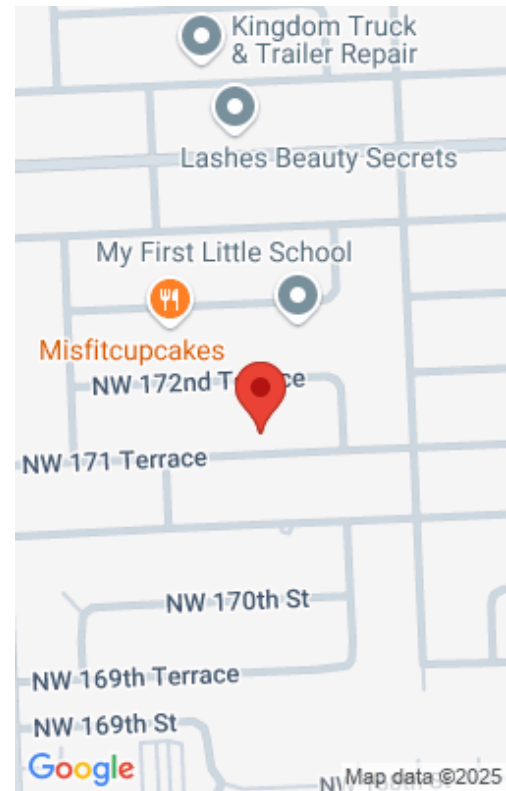 Kingdom Truck
& Trailer Repair
Lashes Beauty Secrets
My First Little School
Misfitcupcakes
NW 172nd
NW 171 Terrace
NW 170th St
NW 169th Terrace
NW 169th St
Google
Map data ©2025